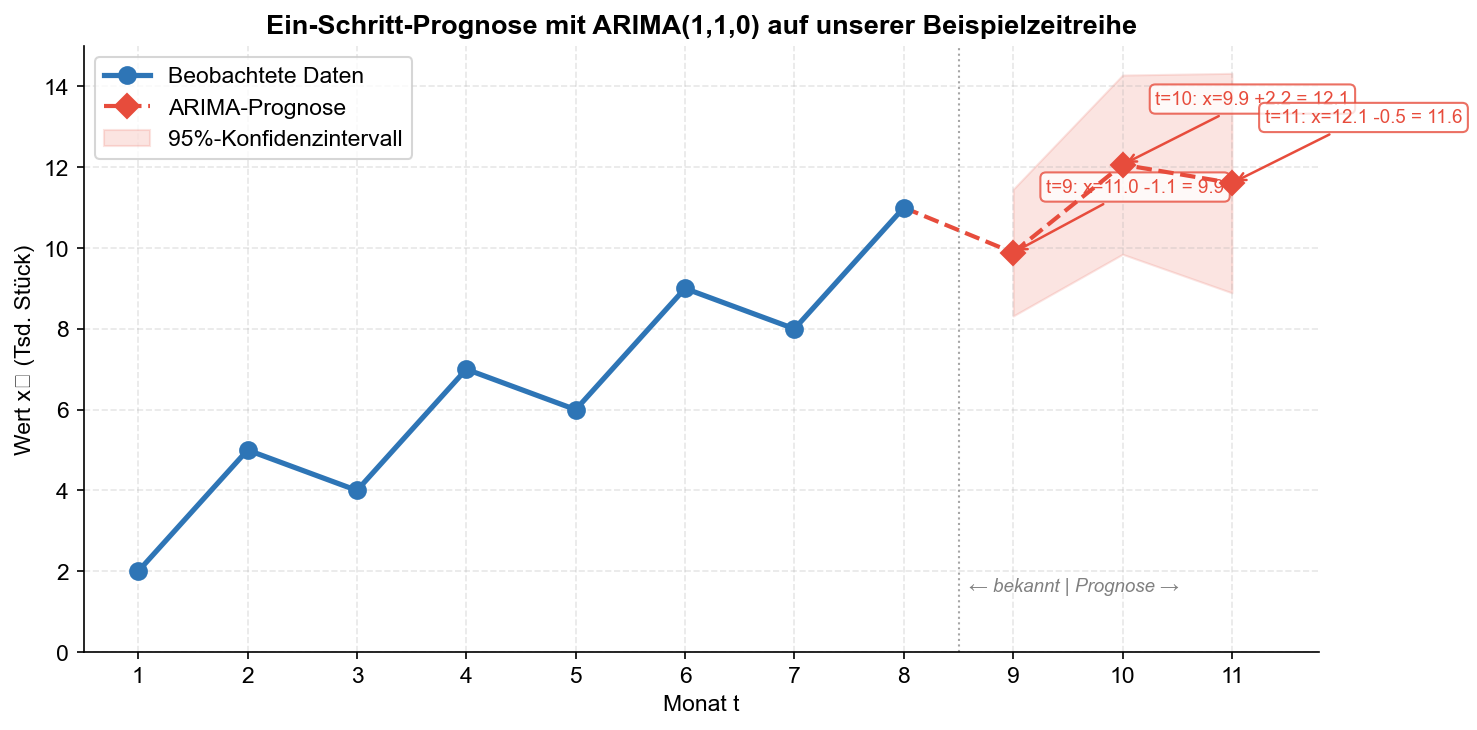 Ein-Schritt-Prognose mit ARIMA(1,1,0) auf unserer Beispielzeitreihe
Beobachtete Daten
ARIMA-Prognose
95%-Konfidenzintervall
t=10: x=9.9 +2.2 = 12.1
t=11: x=12.1 -0.5 = 11.6
t=9: x=11.0 -1.1 = 9.9
← bekannt | Prognose →
Wert x□ (Tsd. Stück)
14
12
10
8
6
4
2
0
1 2 3 4 5 6 7 8 9 10 11
Monat t